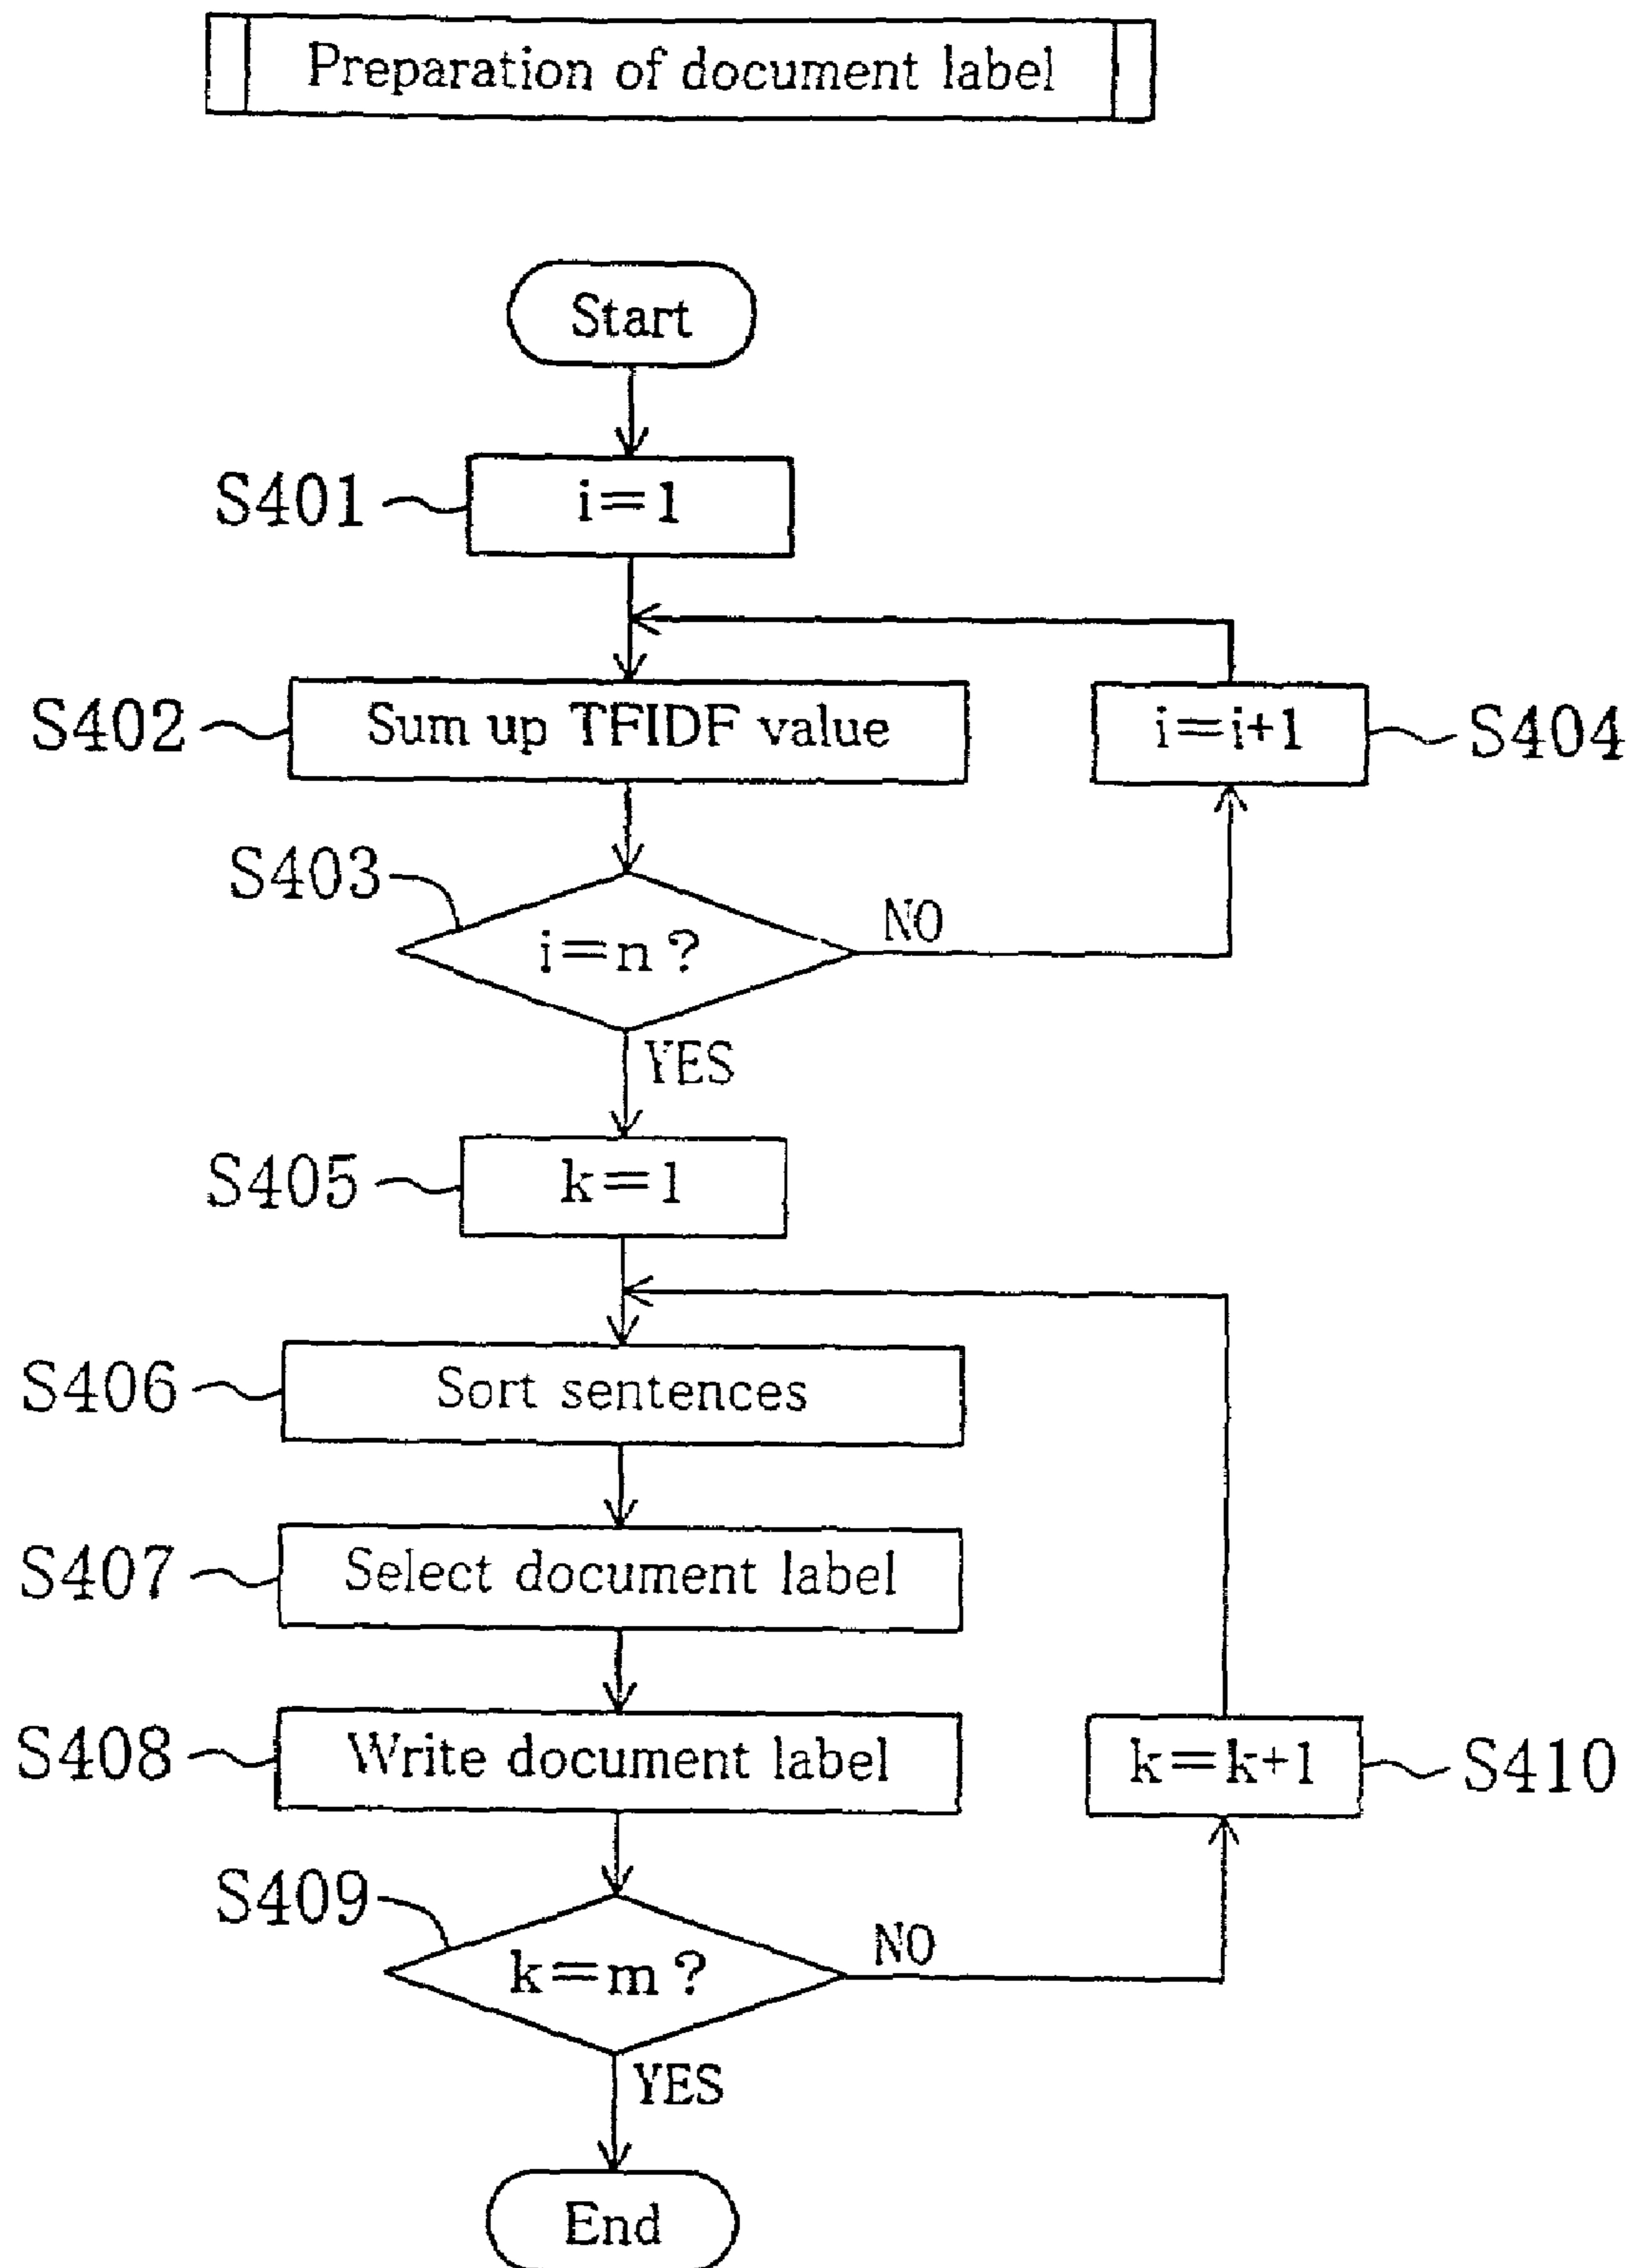 Preparation of document label
Start
S401
i=1
S402
Sum up TFIDF value
i=i+1
S404
S403
i=n?
NO
YES
S405
k=1
S406
Sort sentences
S407
Select document label
S408
Write document label
k=k+1
S410
S409
k=m?
NO
YES
End